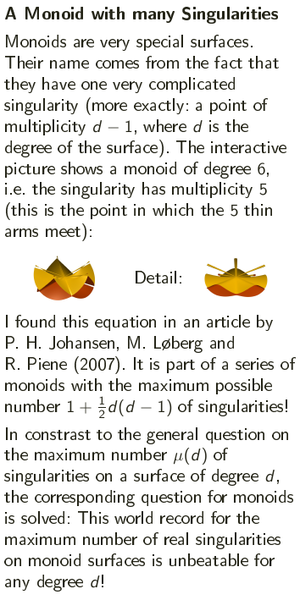 A Monoid with many Singularities
Monoids are very special surfaces.
Their name comes from the fact that
they have one very complicated
singularity (more exactly: a point of
multiplicity d − 1, where d is the
degree of the surface). The interactive
picture shows a monoid of degree 6,
i.e. the singularity has multiplicity 5
(this is the point in which the 5 thin
arms meet):
Detail:
I found this equation in an article by
P. H. Johansen, M. Løberg and
R. Piene (2007). It is part of a series of
monoids with the maximum possible
number 1 + ½d(d − 1) of singularities!
In constrast to the general question on
the maximum number μ(d) of
singularities on a surface of degree d,
the corresponding question for monoids
is solved: This world record for the
maximum number of real singularities
on monoid surfaces is unbeatable for
any degree d!